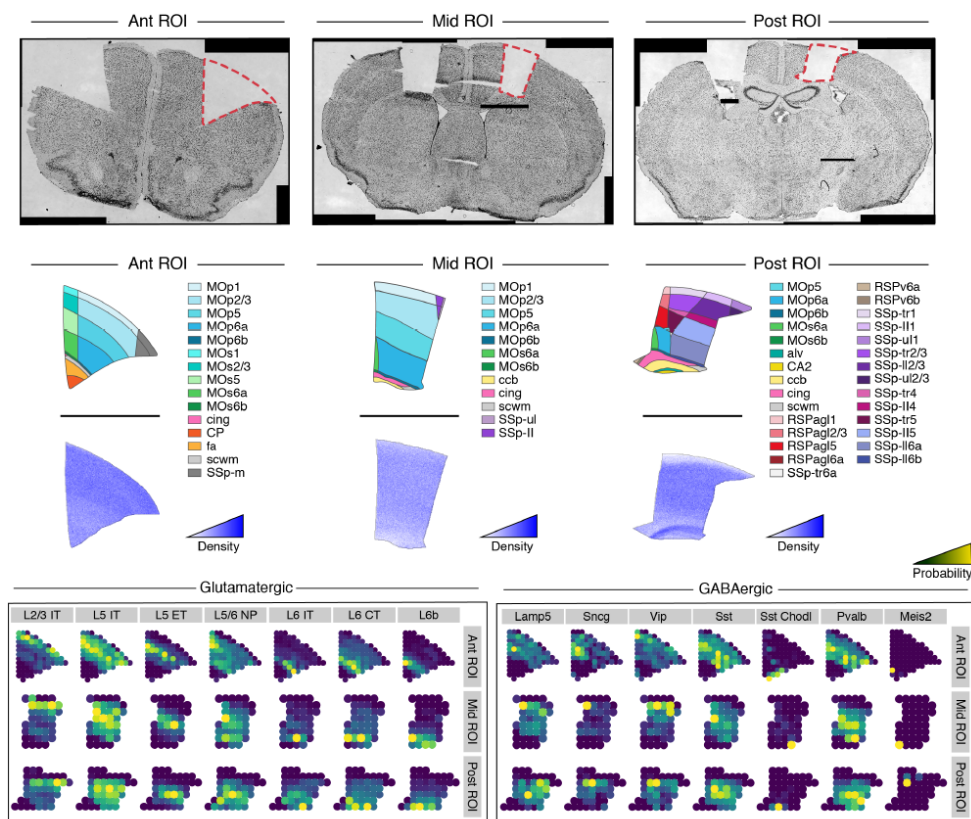 Ant ROI
Mid ROI
Post ROI
Ant ROI
Mid ROI
Post ROI
MOp1
MOp2/3
MOp5
MOp6a
MOp6b
MOs1
MOs2/3
MOs5
MOs6a
MOs6b
cing
CP
fa
scwm
SSp-m
MOp1
MOp2/3
MOp5
MOp6a
MOp6b
MOs6a
MOs6b
ccb
cing
scwm
SSp-ul
SSp-ll
MOp5
MOp6a
MOp6b
MOs6a
MOs6b
alv
CA2
ccb
cing
scwm
RSPagl1
RSPagl2/3
RSPagl5
RSPagl6a
SSp-tr6a
RSPv6a
RSPv6b
SSp-tr1
SSp-ll1
SSp-ul1
SSp-tr2/3
SSp-ll2/3
SSp-ul2/3
SSp-tr4
SSp-ll4
SSp-tr5
SSp-ll5
SSp-ll6a
SSp-ll6b
Density
Density
Density
Probability
Glutamatergic
L2/3 IT
L5 IT
L5 ET
L5/6 NP
L6 IT
L6 CT
L6b
Ant ROI
Mid ROI
Post ROI
GABAergic
Lamp5
Sncg
Vip
Sst
Sst Chodl
Pvalb
Meis2
Ant ROI
Mid ROI
Post ROI